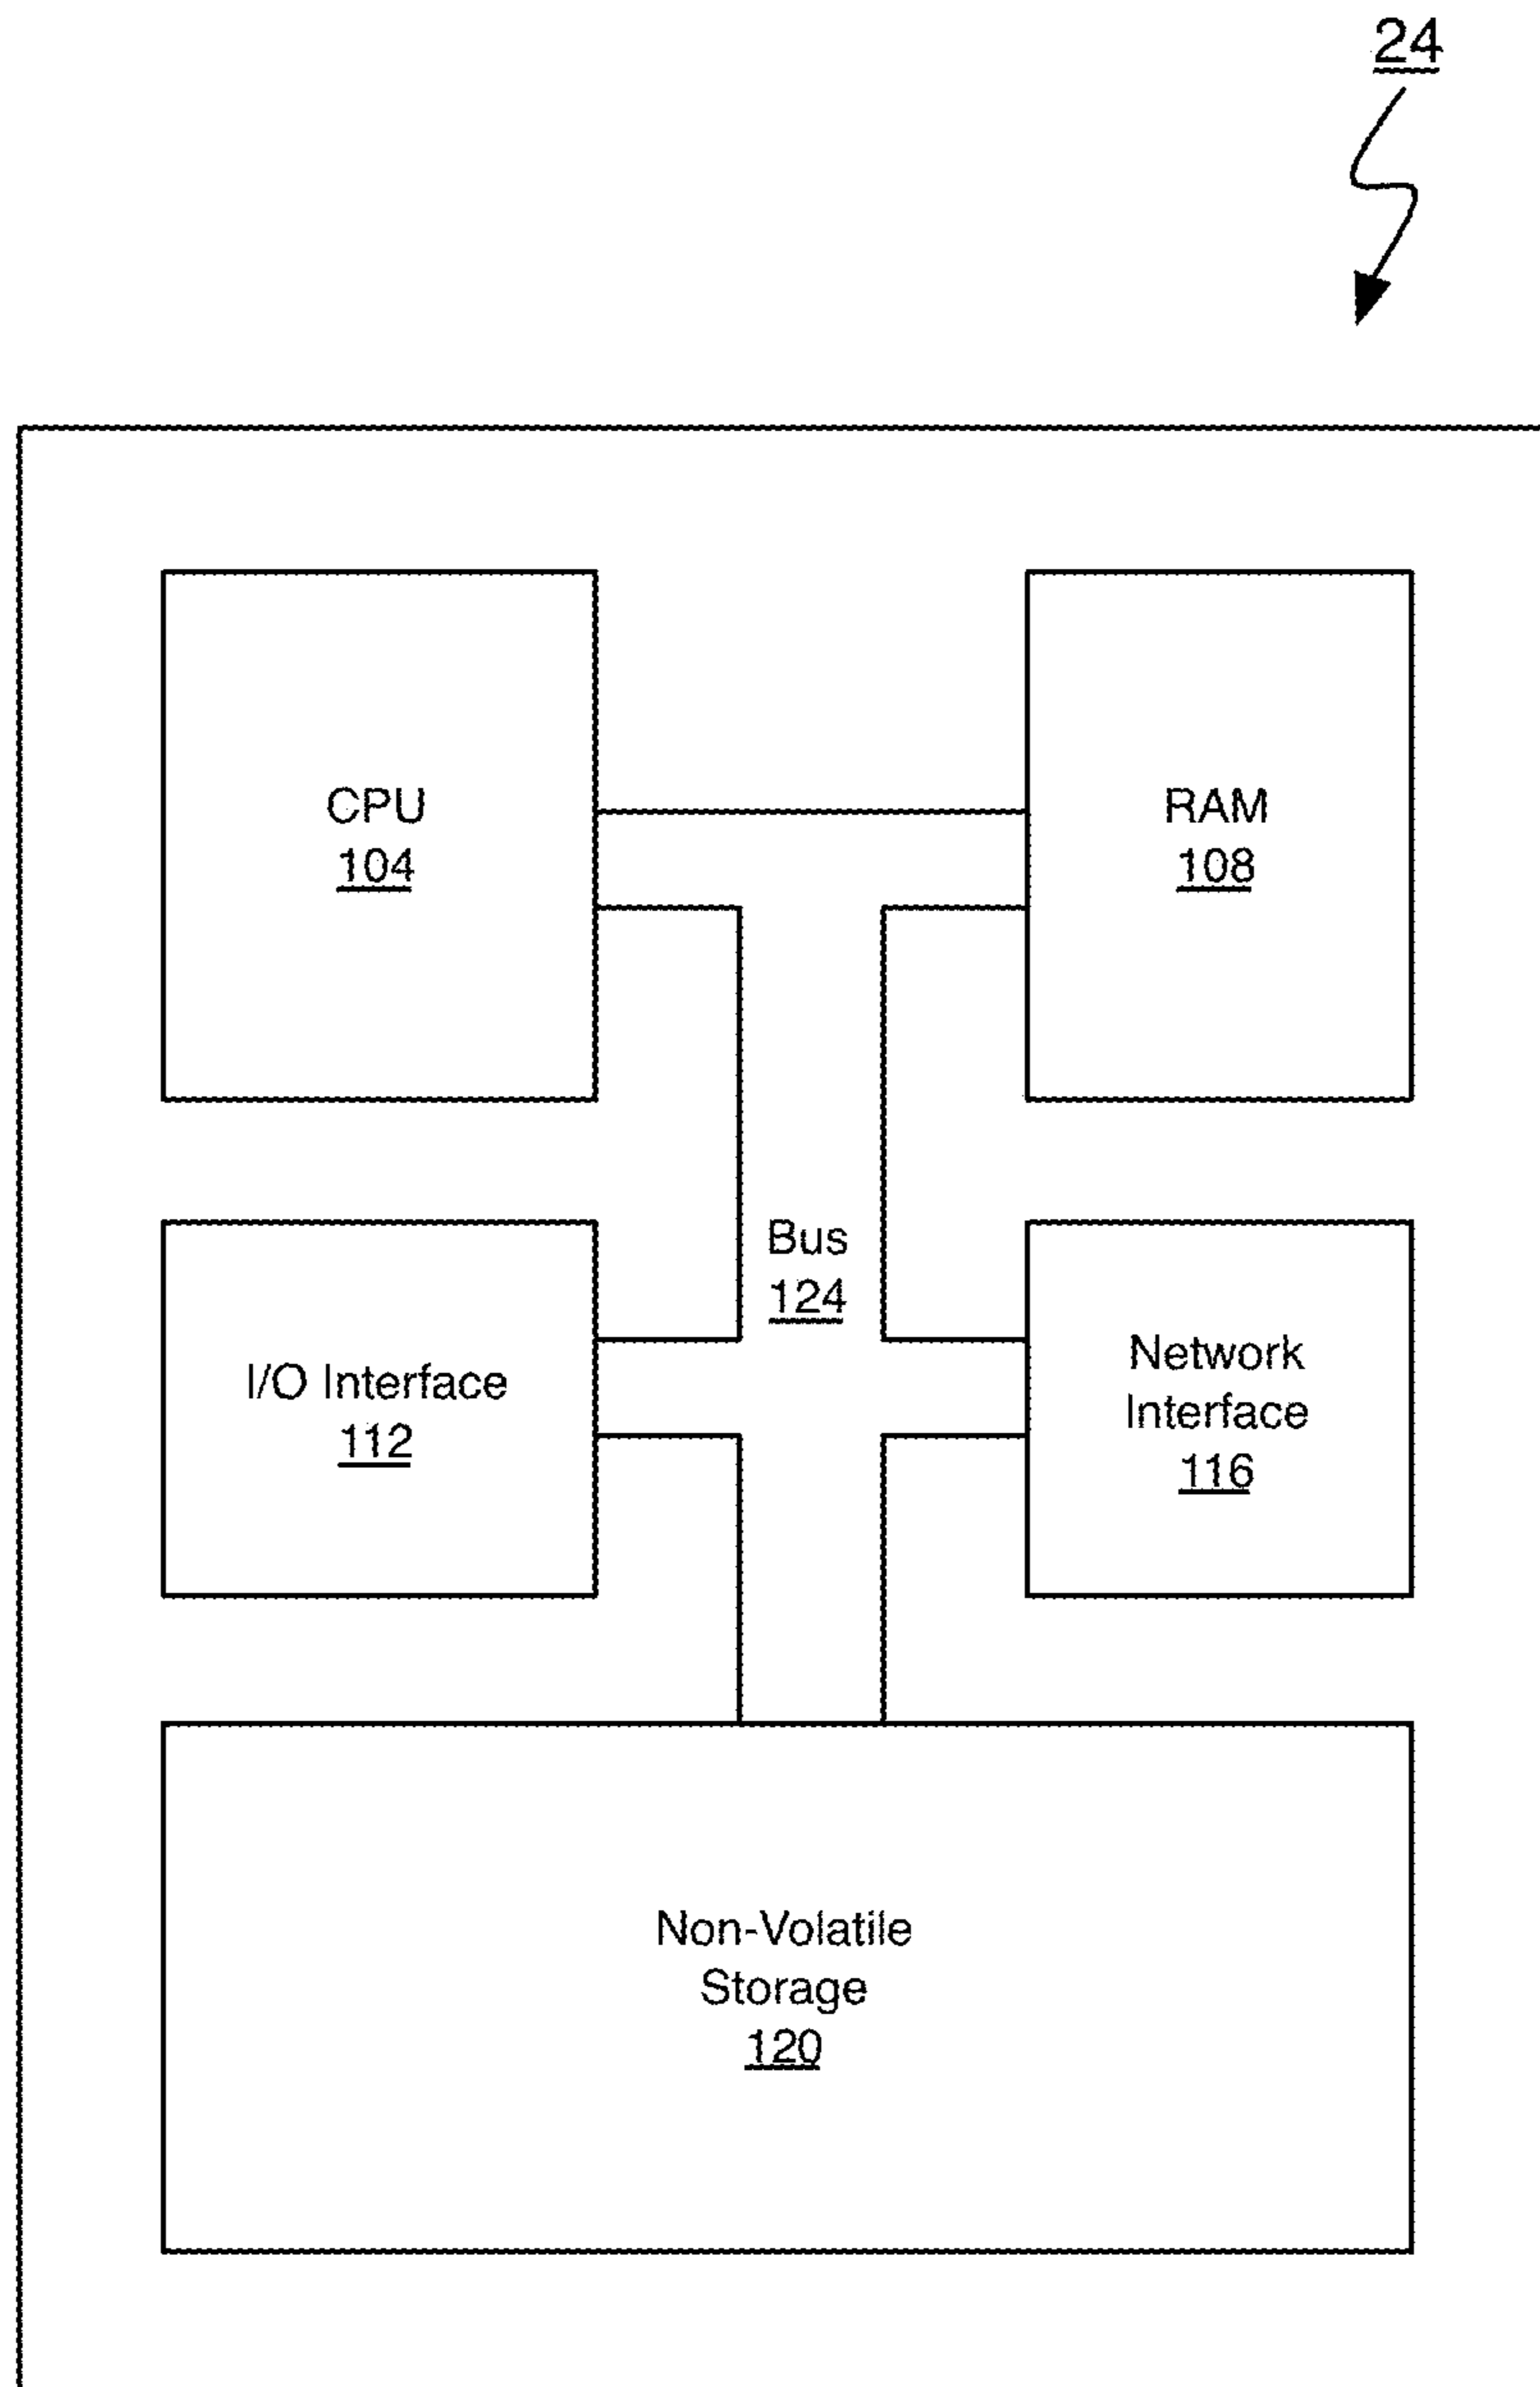 24
CPU
104
RAM
108
Bus
124
I/O Interface
112
Network
Interface
116
Non-Volatile
Storage
120